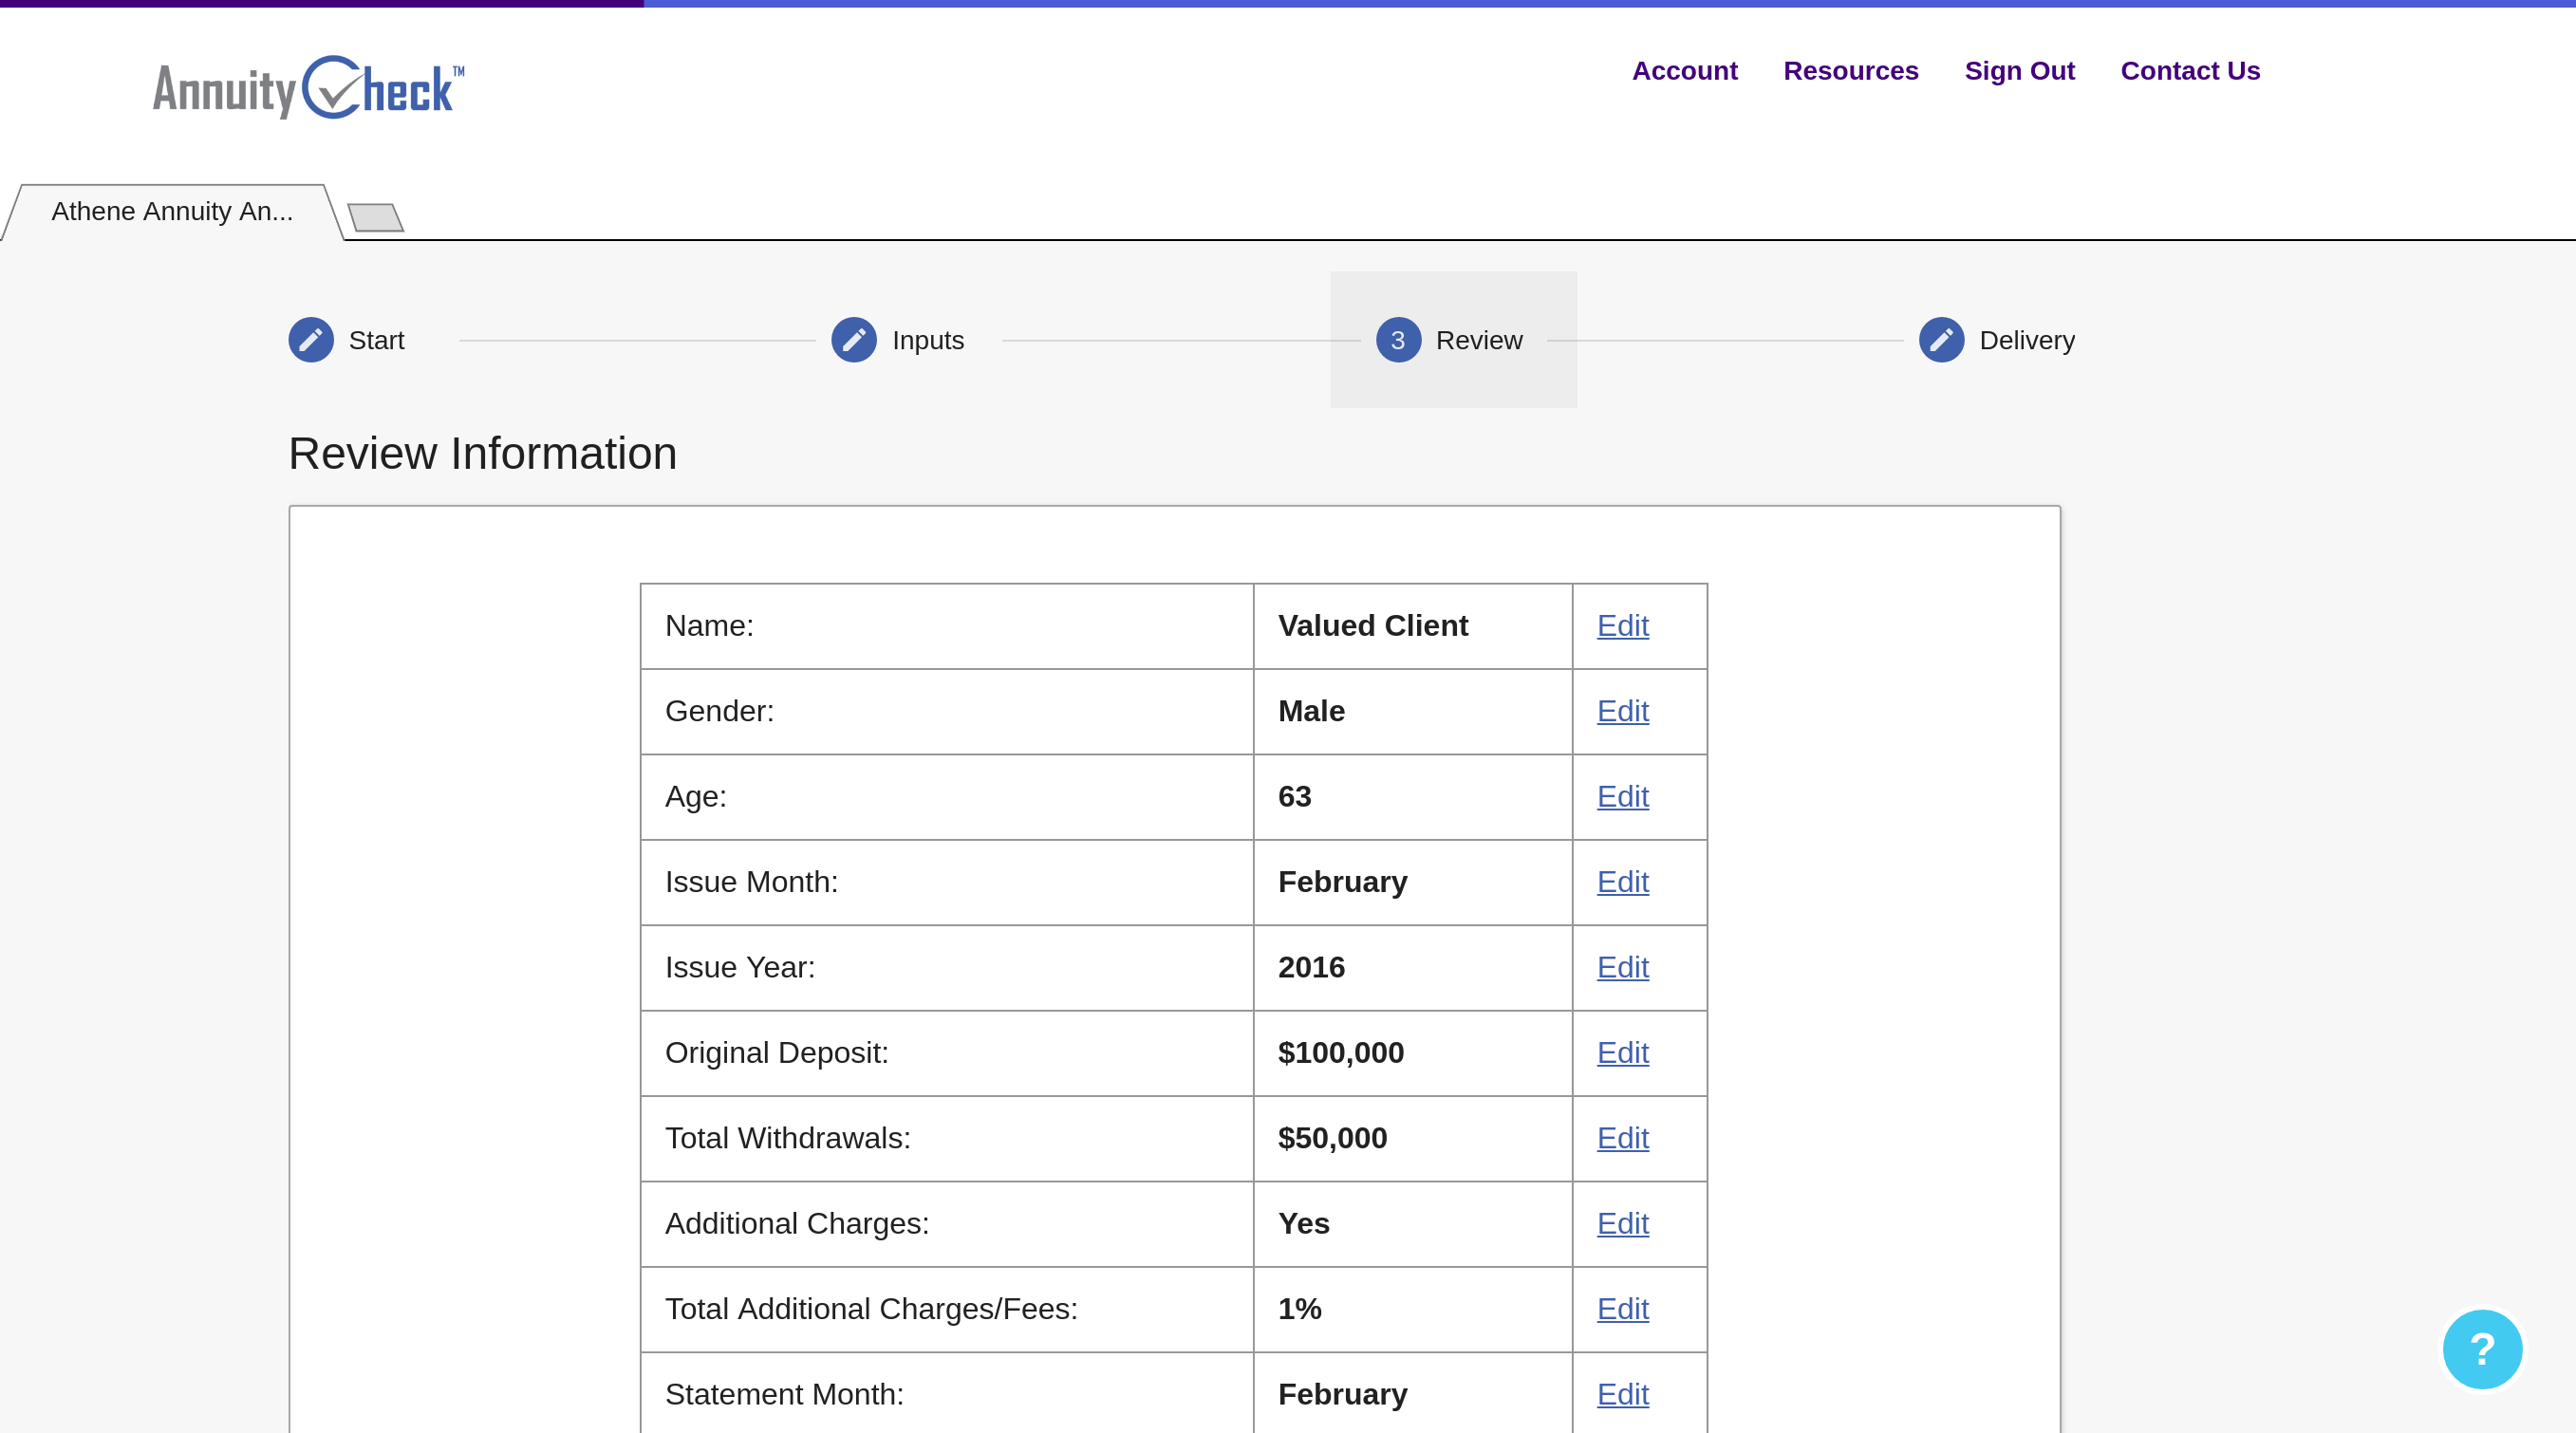 AnnuityCheck™
Account Resources Sign Out Contact Us
Athene Annuity An...
Start Inputs 3 Review Delivery
Review Information
Name: Valued Client Edit
Gender: Male Edit
Age: 63 Edit
Issue Month: February Edit
Issue Year: 2016 Edit
Original Deposit: $100,000 Edit
Total Withdrawals: $50,000 Edit
Additional Charges: Yes Edit
Total Additional Charges/Fees: 1% Edit
Statement Month: February Edit
?